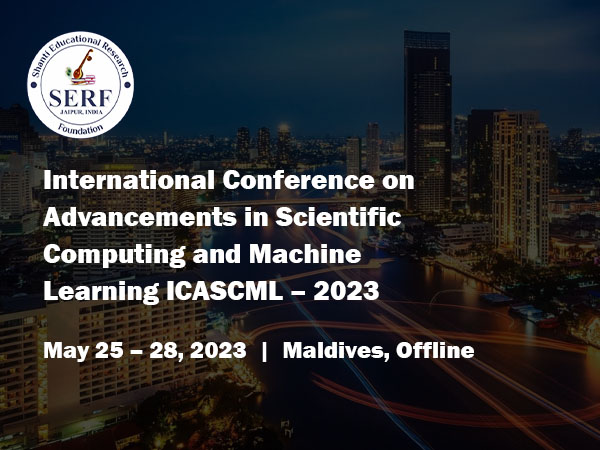 Shanti Educational Research
SERF
JAIPUR, INDIA
Foundation
International Conference on
Advancements in Scientific
Computing and Machine
Learning ICASCML – 2023
May 25 – 28, 2023 | Maldives, Offline